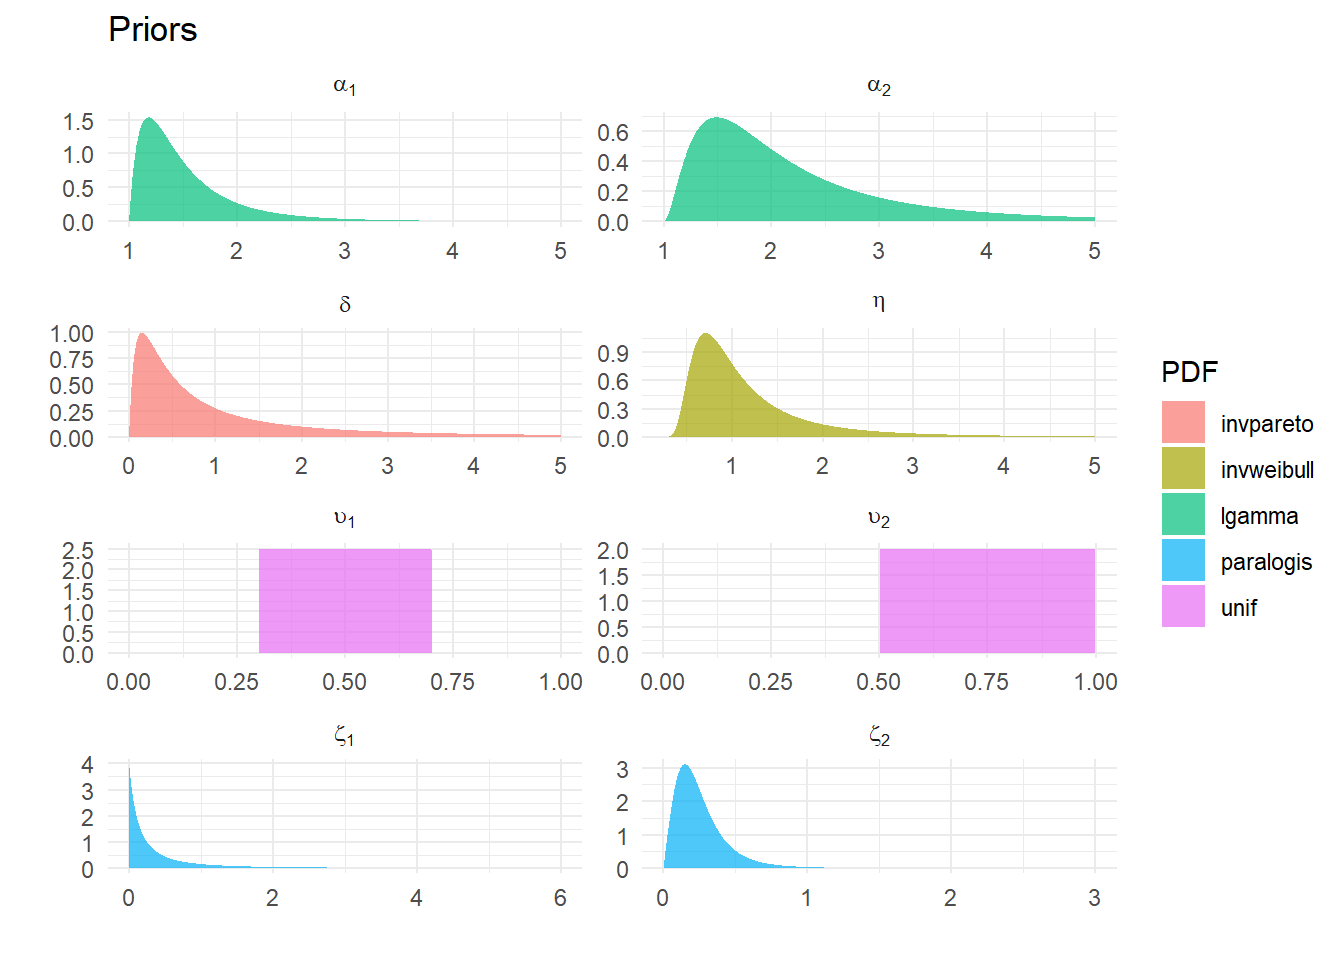 Priors
α1 α2
1.5
1.0
0.5
0.0
0.6
0.4
0.2
0.0
1 2 3 4 5 1 2 3 4 5
δ η
1.00
0.75
0.50
0.25
0.00
0.9
0.6
0.3
0.0
0 1 2 3 4 5 1 2 3 4 5
υ1 υ2
2.5
2.0
1.5
1.0
0.5
0.0
2.0
1.5
1.0
0.5
0.0
0.00 0.25 0.50 0.75 1.00 0.00 0.25 0.50 0.75 1.00
ζ1 ζ2
4
3
2
1
0
3
2
1
0
0 2 4 6 0 1 2 3
PDF
invpareto
invweibull
lgamma
paralogis
unif